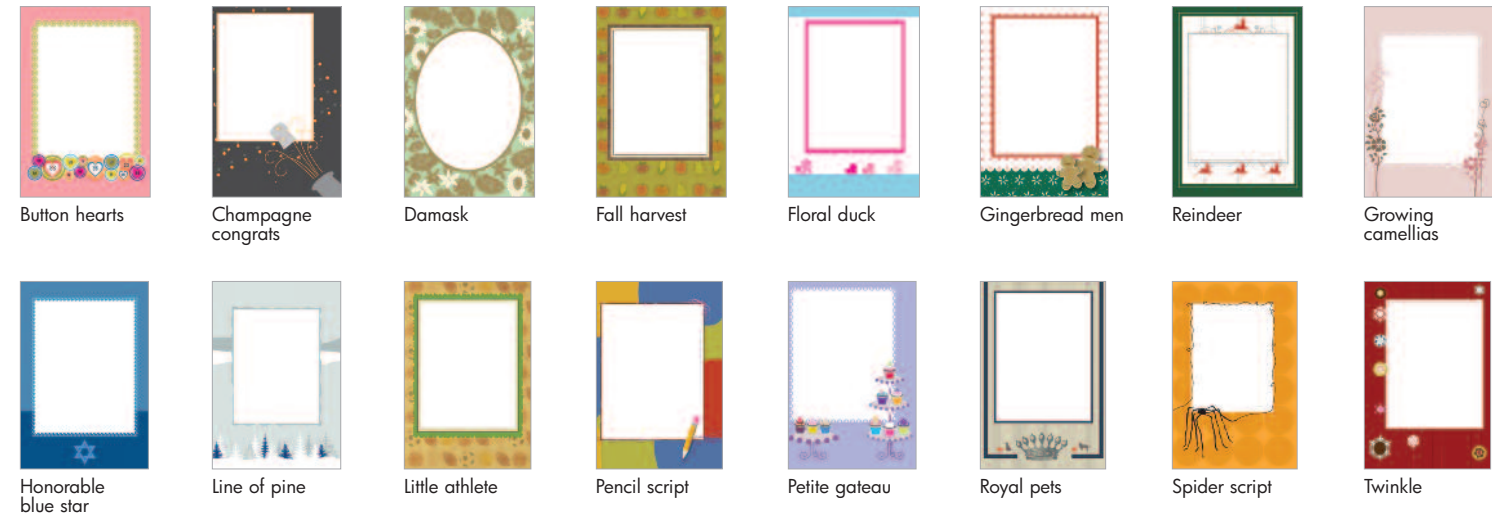 Button hearts
Champagne
congrats
Damask
Fall harvest
Floral duck
Gingerbread men
Reindeer
Growing
camellias
Honorable
blue star
Line of pine
Little athlete
Pencil script
Petite gateau
Royal pets
Spider script
Twinkle